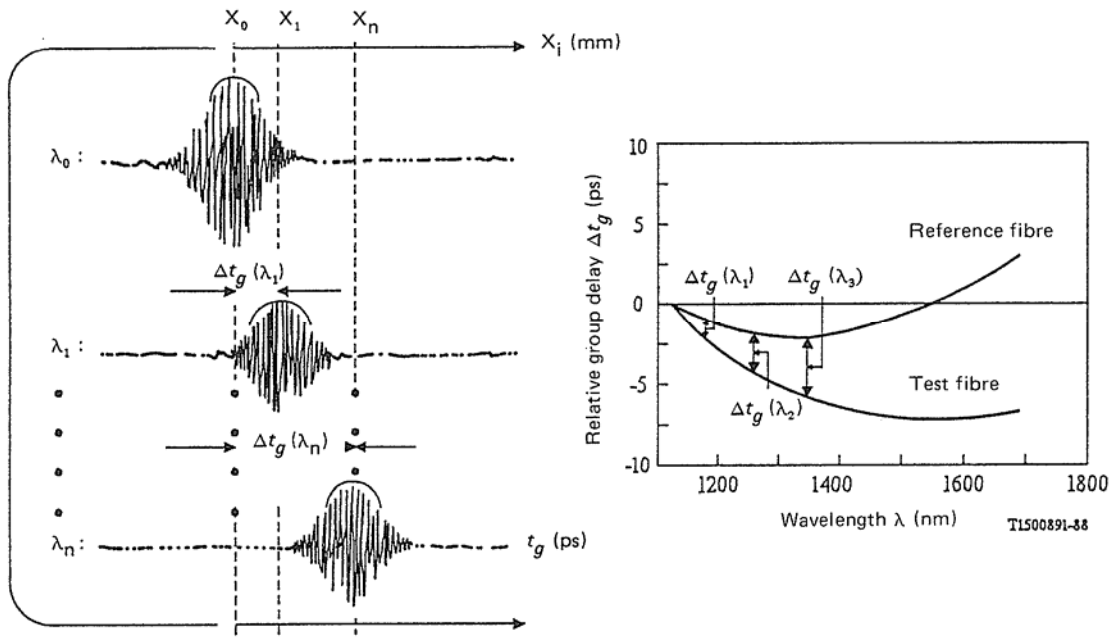 X₀ X₁ Xₙ
Xᵢ (mm)
λ₀ :
Δt_g (λ₁)
λ₁ :
Δt_g (λₙ)
λₙ :
t_g (ps)
Relative group delay Δt_g (ps)
10
5
0
-5
-10
Reference fibre
Δt_g (λ₁) Δt_g (λ₃)
Test fibre
Δt_g (λ₂)
1200 1400 1600 1800
Wavelength λ (nm)
T1500891-88